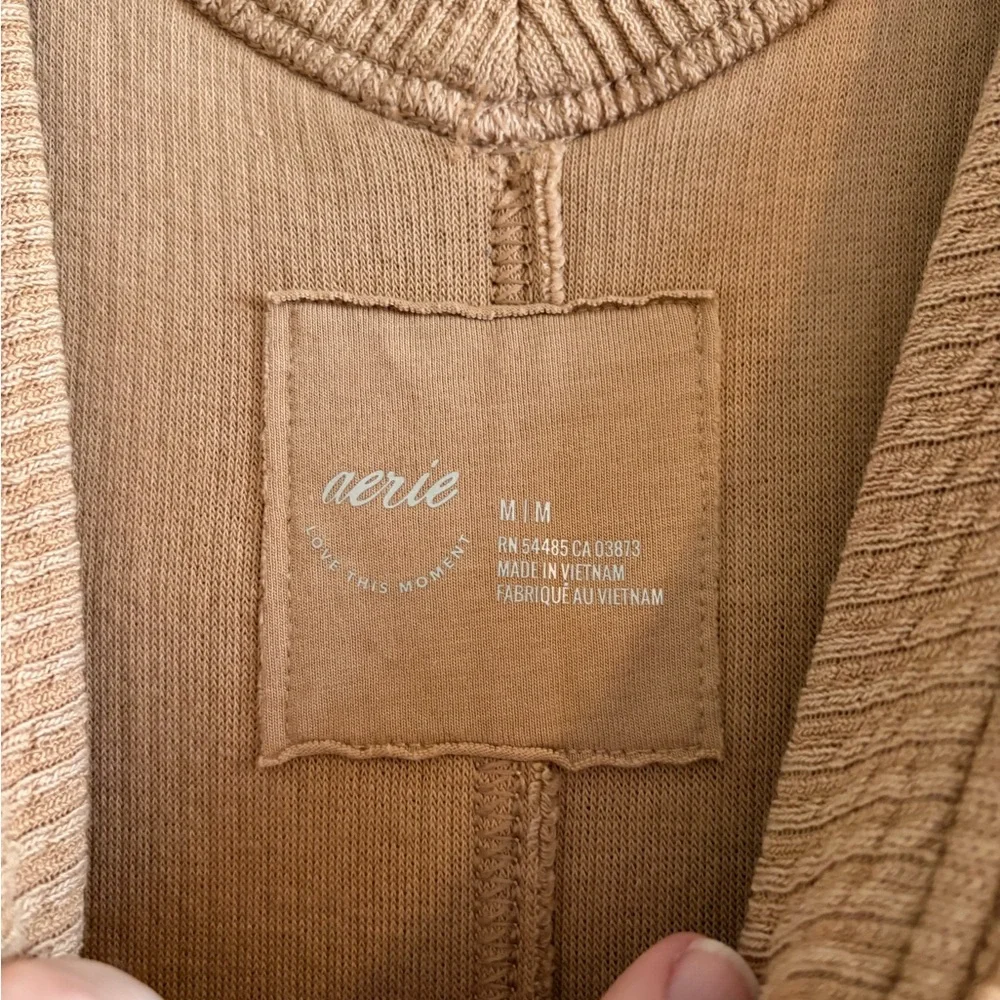 aerie
LOVE THIS MOMENT
M | M
RN 54485 CA 03873
MADE IN VIETNAM
FABRIQUÉ AU VIETNAM